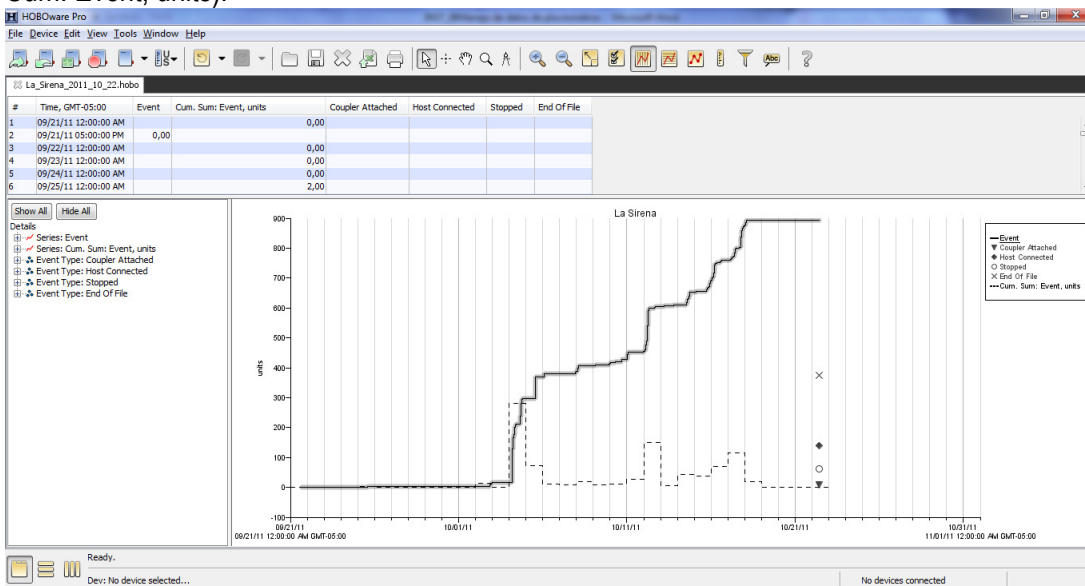 Sum: Event, units).
HOBOware Pro
File Device Edit View Tools Window Help
La_Sirena_2011_10_22.hobo
# Time, GMT-05:00 Event Cum. Sum: Event, units Coupler Attached Host Connected Stopped End Of File
1 09/21/11 12:00:00 AM 0,00
2 09/21/11 05:00:00 PM 0,00
3 09/22/11 12:00:00 AM 0,00
4 09/23/11 12:00:00 AM 0,00
5 09/24/11 12:00:00 AM 0,00
6 09/25/11 12:00:00 AM 2,00
Show All Hide All
Details
Series: Event
Series: Cum. Sum: Event, units
Event Type: Coupler Attached
Event Type: Host Connected
Event Type: Stopped
Event Type: End Of File
La Sirena
900
800
700
600
500
400
300
200
100
0
-100
units
09/21/11 10/01/11 10/11/11 10/21/11 10/31/11
09/21/11 12:00:00 AM GMT-05:00 11/01/11 12:00:00 AM GMT-05:00
Event
Coupler Attached
Host Connected
Stopped
End Of File
Cum. Sum: Event, units
Abc
Ready.
Dev: No device selected...
No devices connected